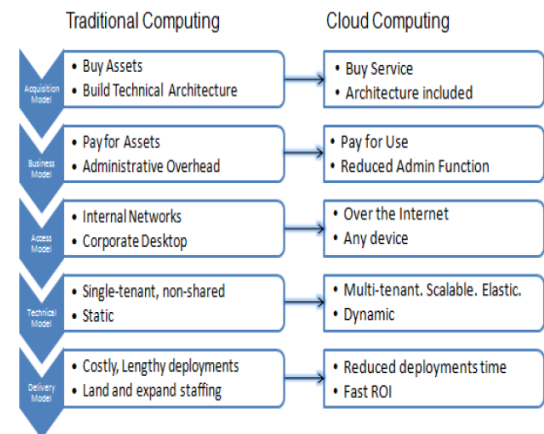 Traditional Computing
Cloud Computing
Acquisition
Model
• Buy Assets
• Build Technical Architecture
• Buy Service
• Architecture included
Business
Model
• Pay for Assets
• Administrative Overhead
• Pay for Use
• Reduced Admin Function
Access
Model
• Internal Networks
• Corporate Desktop
• Over the Internet
• Any device
Technical
Model
• Single-tenant, non-shared
• Static
• Multi-tenant. Scalable. Elastic.
• Dynamic
Delivery
Model
• Costly, Lengthy deployments
• Land and expand staffing
• Reduced deployments time
• Fast ROI